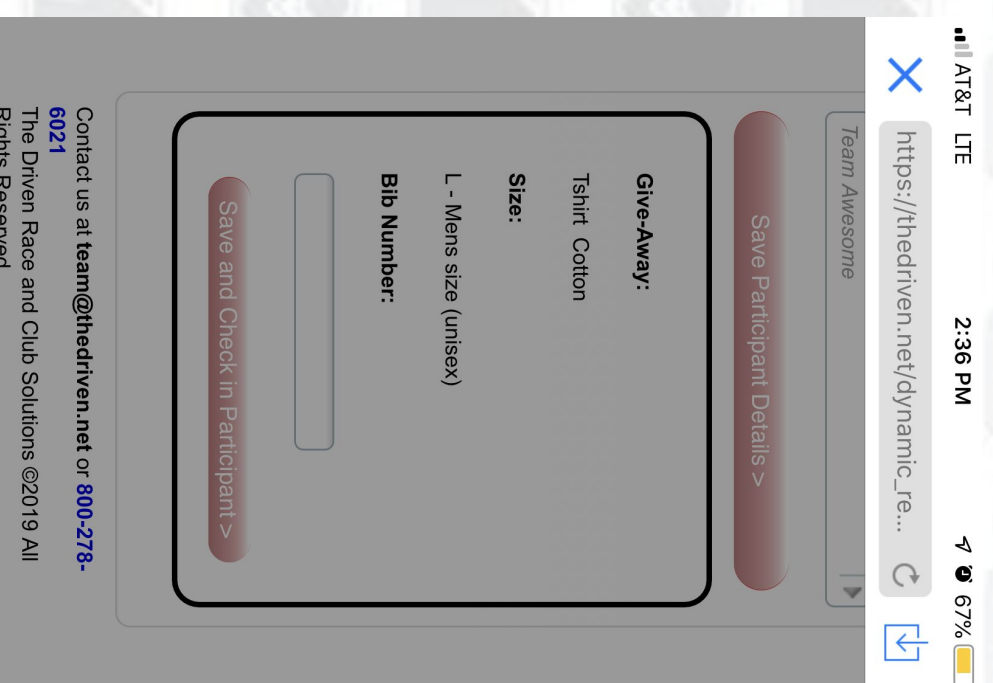 AT&T LTE 2:36 PM 67%
https://thedriven.net/dynamic_re...
Team Awesome
Save Participant Details >
Give-Away:
Tshirt Cotton
Size:
L - Mens size (unisex)
Bib Number:
Save and Check in Participant >
Contact us at team@thedriven.net or 800-278-
6021
The Driven Race and Club Solutions ©2019 All
Rights Reserved